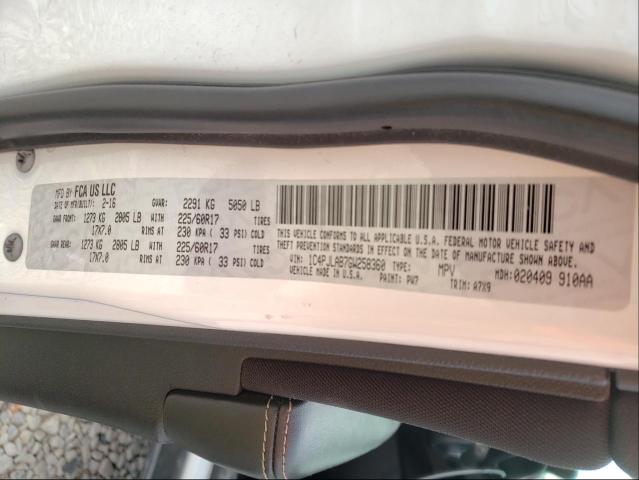 MFD BY FCA US LLC
DATE OF MFR/BUILT: 2-16 GVWR: 2291 KG 5050 LB
GAWR FRONT: 1273 KG 2805 LB WITH 225/60R17 TIRES
17X7.0 RIMS AT 230 KPA ( 33 PSI) COLD
GAWR REAR: 1273 KG 2805 LB WITH 225/60R17 TIRES
17X7.0 RIMS AT 230 KPA ( 33 PSI) COLD
THIS VEHICLE CONFORMS TO ALL APPLICABLE U.S.A. FEDERAL MOTOR VEHICLE SAFETY AND
THEFT PREVENTION STANDARDS IN EFFECT ON THE DATE OF MANUFACTURE SHOWN ABOVE.
VIN: 1C4PJLAB7GW258360 TYPE: MPV MDH: 020409 910AA
MADE IN U.S.A. PAINT: PW7 TRIM: A7X9